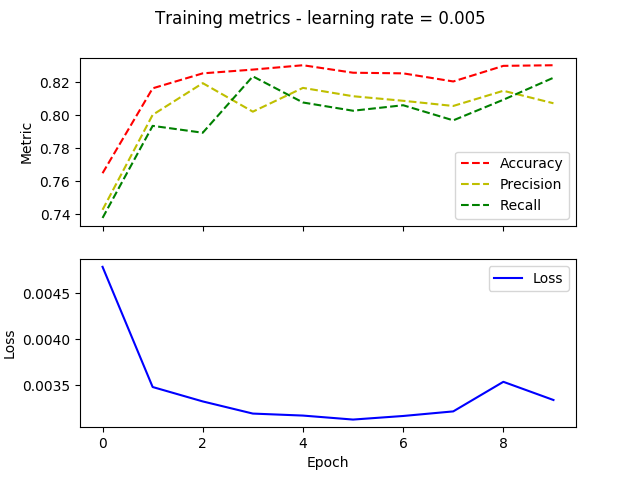 Training metrics - learning rate = 0.005
0.82
0.80
0.78
0.76
0.74
Metric
Accuracy
Precision
Recall
0.0045
0.0040
0.0035
Loss
Loss
0 2 4 6 8
Epoch